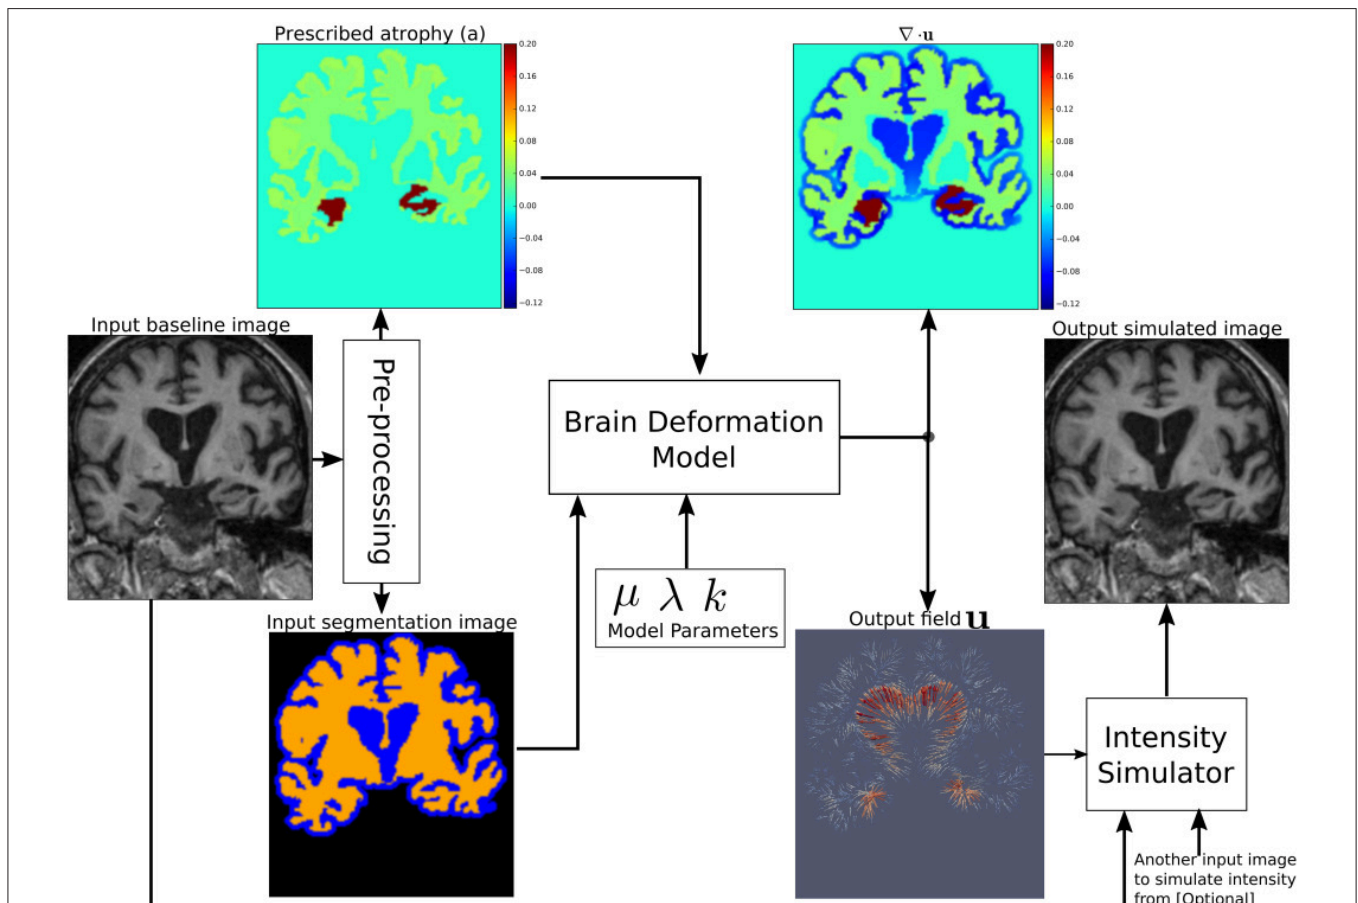 Prescribed atrophy (a)
0.20
0.16
0.12
0.08
0.04
0.00
−0.04
−0.08
−0.12
∇ · u
0.20
0.16
0.12
0.08
0.04
0.00
−0.04
−0.08
−0.12
Input baseline image
Pre-processing
Brain Deformation
Model
Output simulated image
μ λ k
Model Parameters
Input segmentation image
Output field u
Intensity
Simulator
Another input image
to simulate intensity
from [Optional]